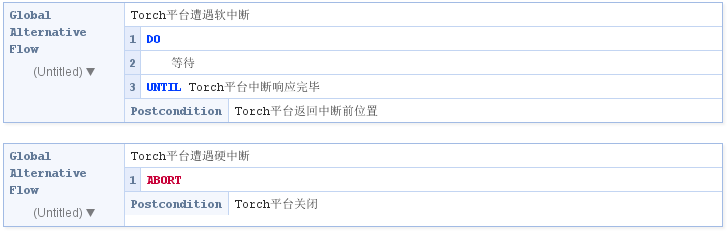 Global Alternative Flow
(Untitled) ▼
Torch平台遭遇软中断
1 DO
2 等待
3 UNTIL Torch平台中断响应完毕
Postcondition Torch平台返回中断前位置
Global Alternative Flow
(Untitled) ▼
Torch平台遭遇硬中断
1 ABORT
Postcondition Torch平台关闭